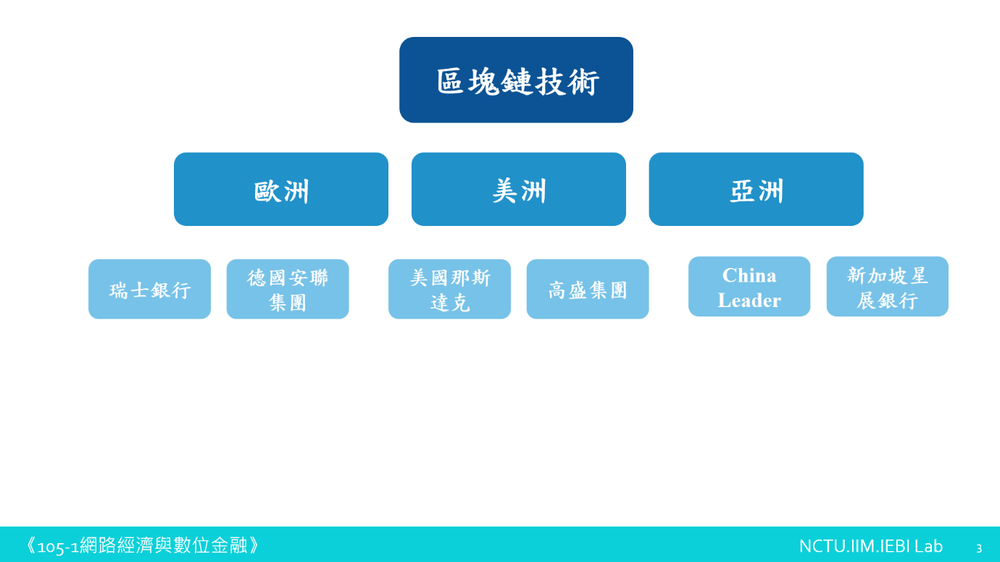 區塊鏈技術
歐洲
美洲
亞洲
瑞士銀行
德國安聯
集團
美國那斯
達克
高盛集團
China
Leader
新加坡星
展銀行
《105-1網路經濟與數位金融》
NCTU.IIM.IEBI Lab
3